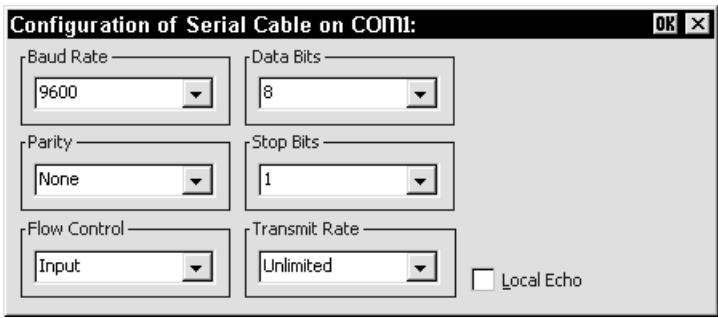 Configuration of Serial Cable on COM1: OK
Baud Rate Data Bits
9600 8
Parity Stop Bits
None 1
Flow Control Transmit Rate
Input Unlimited
Local Echo